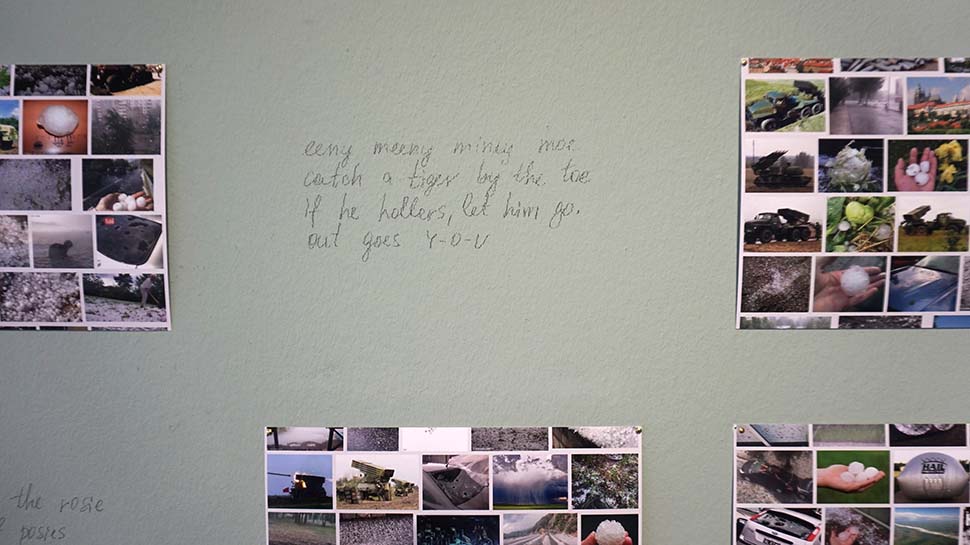 eeny meeny miniy moe
catch a tiger by the toe
If he hollers, let him go.
out goes Y-O-U
the rosie
posies
HAIL